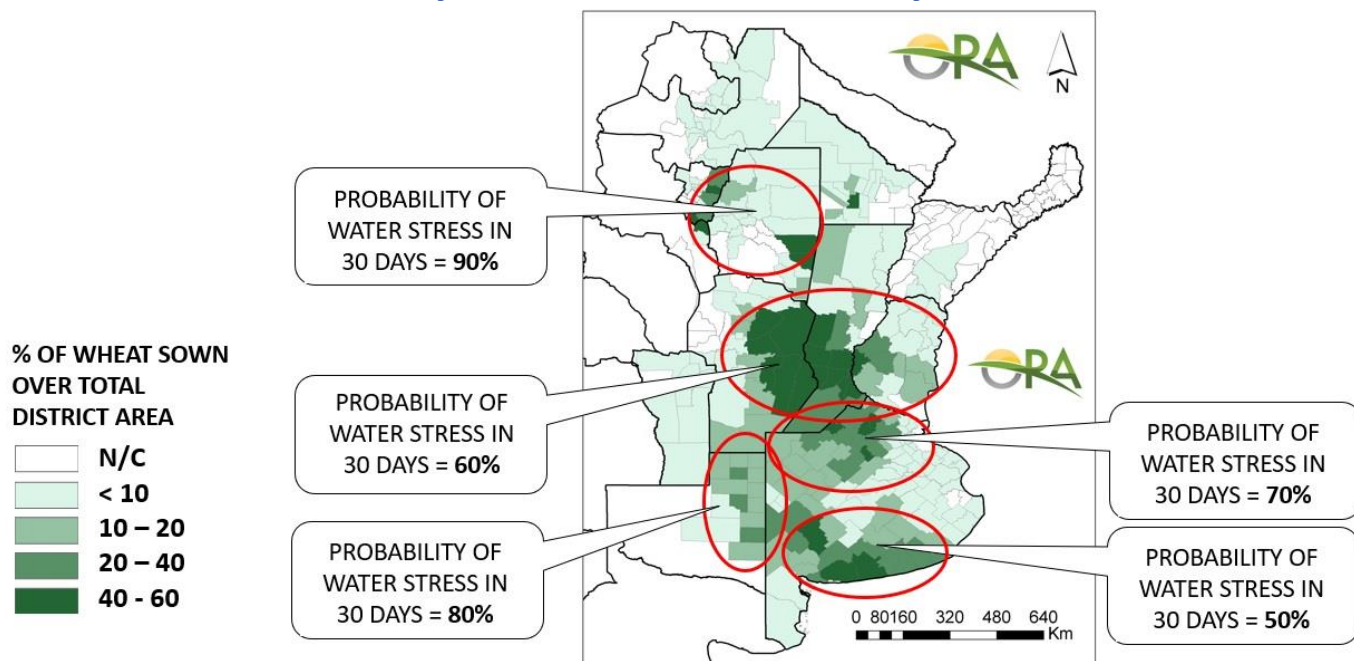 ORA
N
PROBABILITY OF
WATER STRESS IN
30 DAYS = 90%
% OF WHEAT SOWN
OVER TOTAL
DISTRICT AREA
N/C
< 10
10 – 20
20 – 40
40 - 60
PROBABILITY OF
WATER STRESS IN
30 DAYS = 60%
PROBABILITY OF
WATER STRESS IN
30 DAYS = 80%
ORA
PROBABILITY OF
WATER STRESS IN
30 DAYS = 70%
PROBABILITY OF
WATER STRESS IN
30 DAYS = 50%
0 80 160 320 480 640
Km